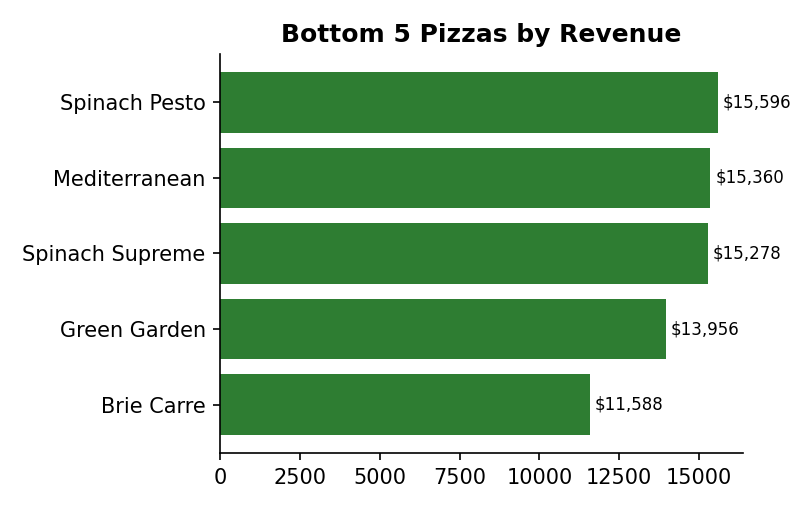 Bottom 5 Pizzas by Revenue
Spinach Pesto $15,596
Mediterranean $15,360
Spinach Supreme $15,278
Green Garden $13,956
Brie Carre $11,588
0 2500 5000 7500 10000 12500 15000